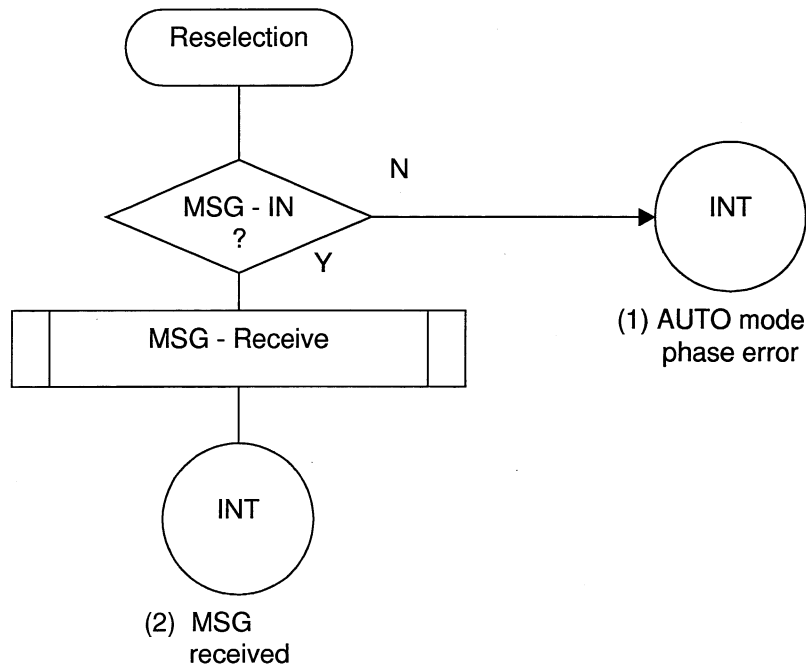 Reselection
N
MSG - IN
?
Y
INT
(1) AUTO mode
phase error
MSG - Receive
INT
(2) MSG
received